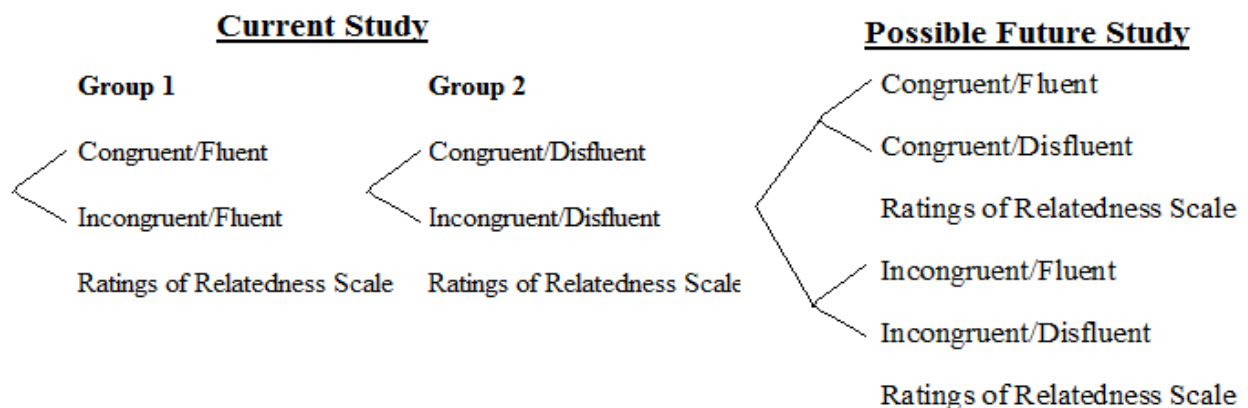 Current Study
Group 1
Congruent/Fluent
Incongruent/Fluent
Ratings of Relatedness Scale
Group 2
Congruent/Disfluent
Incongruent/Disfluent
Ratings of Relatedness Scale
Possible Future Study
Congruent/Fluent
Congruent/Disfluent
Ratings of Relatedness Scale
Incongruent/Fluent
Incongruent/Disfluent
Ratings of Relatedness Scale